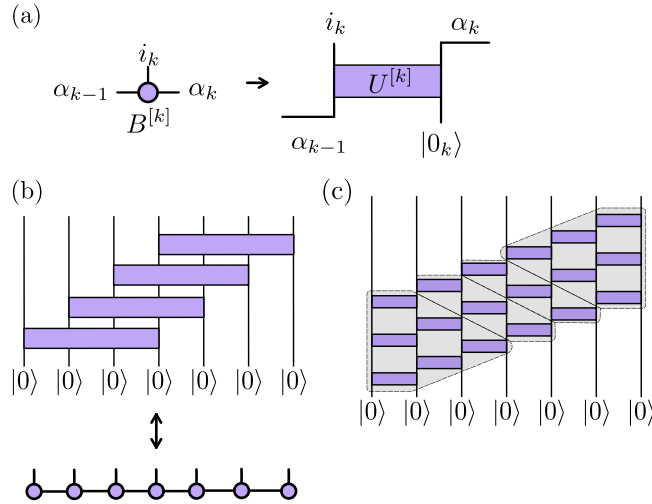 (a)
i_k
α_{k−1}
α_k
B^{[k]}
i_k
α_k
U^{[k]}
α_{k−1}
|0_k⟩
(b)
|0⟩ |0⟩ |0⟩ |0⟩ |0⟩ |0⟩ |0⟩
(c)
|0⟩ |0⟩ |0⟩ |0⟩ |0⟩ |0⟩ |0⟩